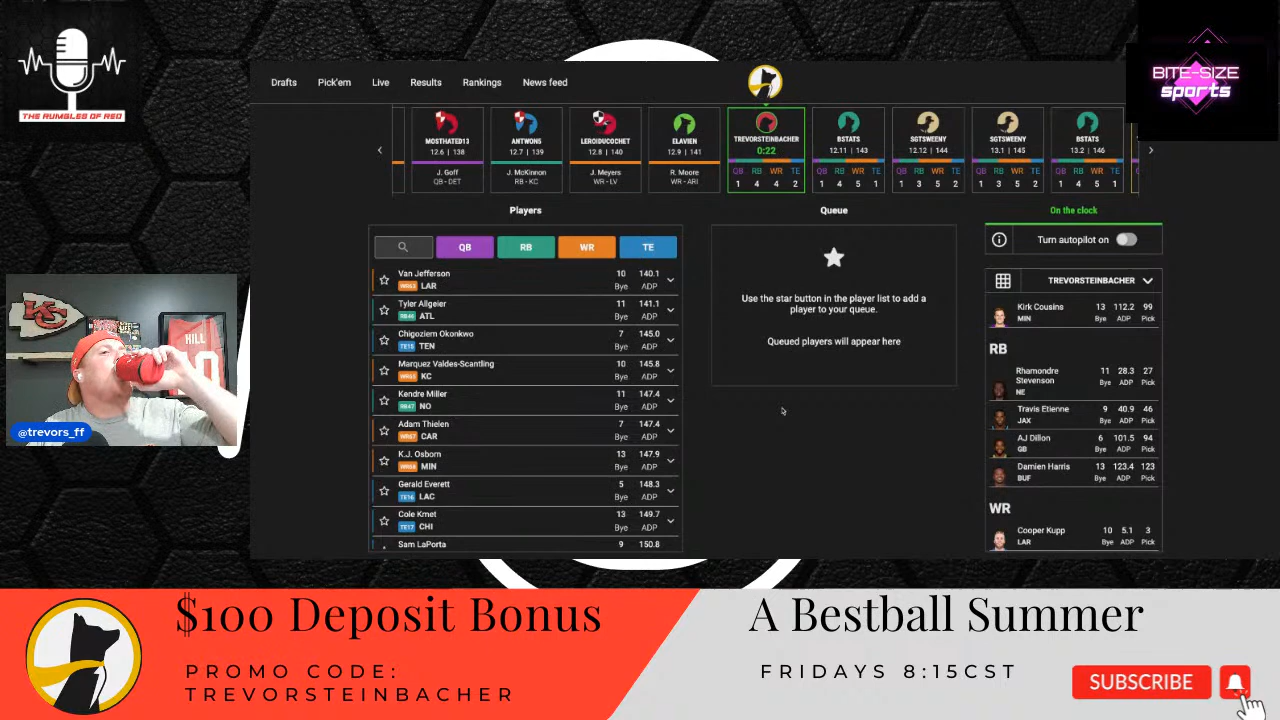 THE RUMBLES OF RED
BITE-SIZE
sports
Drafts Pick'em Live Results Rankings News feed
MOSTHATED13
12.6 | 138
J. Goff
QB - DET
ANTWON5
12.7 | 139
J. McKinnon
RB - KC
LEROIDUCOCHET
12.8 | 140
J. Meyers
WR - LV
ELAVIEN
12.9 | 141
R. Moore
WR - ARI
TREVORSTEINBACHER
0:22
QB RB WR TE
1 4 4 2
BSTATS
12.11 | 143
QB RB WR TE
1 4 5 1
SGTSWEENY
12.12 | 144
QB RB WR TE
1 3 5 2
SGTSWEENY
13.1 | 145
QB RB WR TE
1 3 5 2
BSTATS
13.2 | 146
QB RB WR TE
1 4 5 1
Players
QB RB WR TE
Van Jefferson 10 140.1
LAR Bye ADP
Tyler Allgeier 11 141.1
RB46 ATL Bye ADP
Chigoziem Okonkwo 7 145.0
TE15 TEN Bye ADP
Marquez Valdes-Scantling 10 145.8
KC Bye ADP
Kendre Miller 11 147.4
RB47 NO Bye ADP
Adam Thielen 7 147.4
WR67 CAR Bye ADP
K.J. Osborn 13 147.9
WR68 MIN Bye ADP
Gerald Everett 5 148.3
TE16 LAC Bye ADP
Cole Kmet 13 149.7
TE17 CHI Bye ADP
Sam LaPorta 9 150.8
Queue
Use the star button in the player list to add a
player to your queue.
Queued players will appear here
On the clock
Turn autopilot on
TREVORSTEINBACHER
Kirk Cousins 13 112.2 99
MIN Bye ADP Pick
RB
Rhamondre
Stevenson
NE
11 28.3 27
Bye ADP Pick
Travis Etienne 9 40.9 46
JAX Bye ADP Pick
AJ Dillon 6 101.5 94
GB Bye ADP Pick
Damien Harris 13 123.4 123
BUF Bye ADP Pick
WR
Cooper Kupp 10 5.1 3
LAR Bye ADP Pick
KC
HILL
10
@trevors_ff
$100 Deposit Bonus
PROMO CODE:
TREVORSTEINBACHER
A Bestball Summer
FRIDAYS 8:15CST
SUBSCRIBE